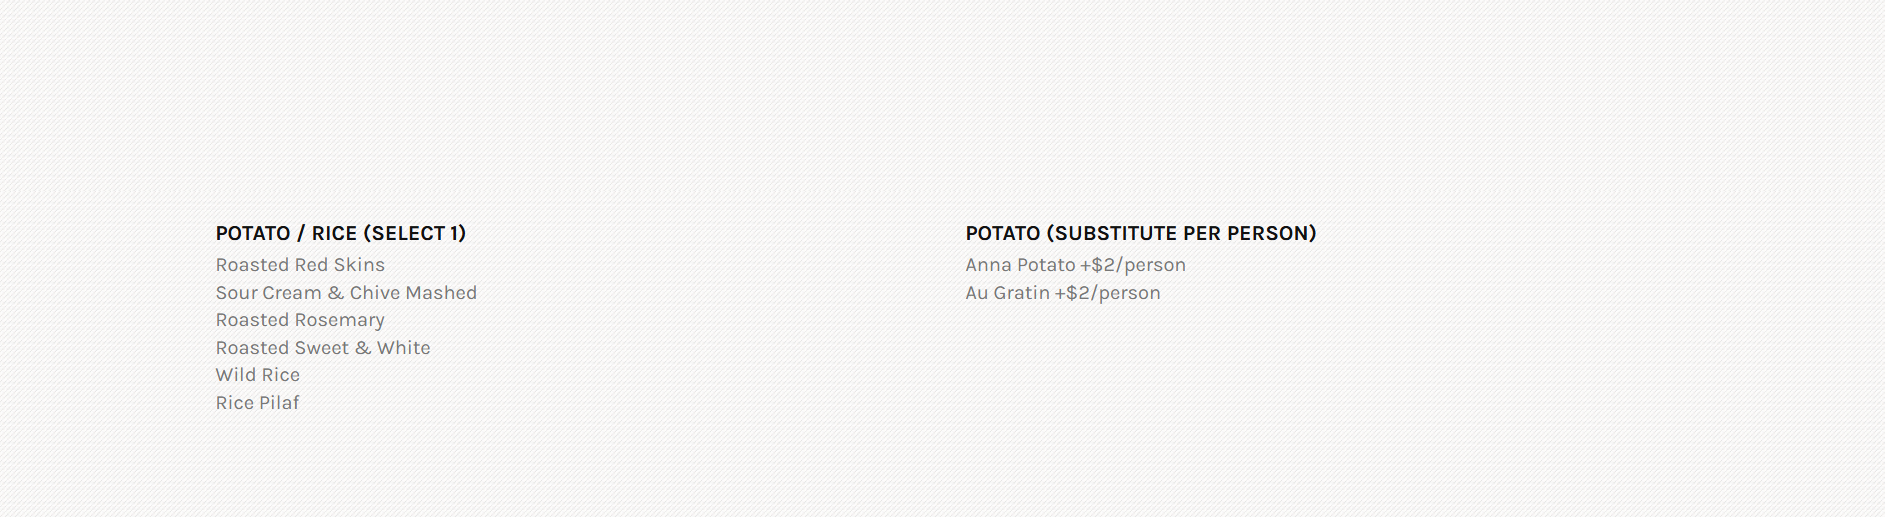 POTATO / RICE (SELECT 1)
Roasted Red Skins
Sour Cream & Chive Mashed
Roasted Rosemary
Roasted Sweet & White
Wild Rice
Rice Pilaf
POTATO (SUBSTITUTE PER PERSON)
Anna Potato +$2/person
Au Gratin +$2/person